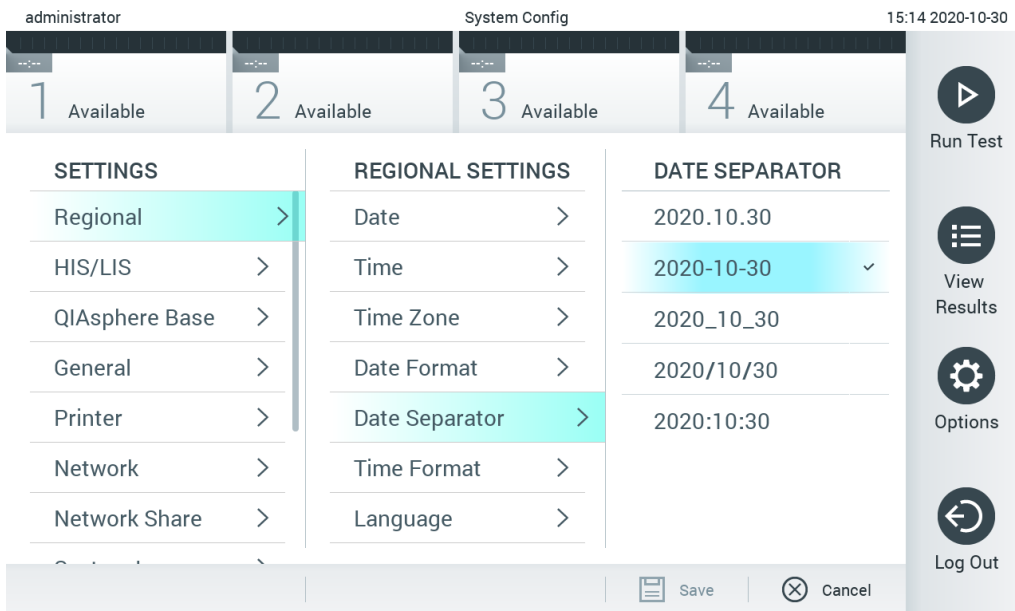 administrator
System Config
15:14 2020-10-30
--:--
--:--
--:--
--:--
1 Available
2 Available
3 Available
4 Available
Run Test
View
Results
Options
Log Out
SETTINGS
Regional
HIS/LIS
QIAsphere Base
General
Printer
Network
Network Share
REGIONAL SETTINGS
Date
Time
Time Zone
Date Format
Date Separator
Time Format
Language
DATE SEPARATOR
2020.10.30
2020-10-30
2020_10_30
2020/10/30
2020:10:30
Save
Cancel